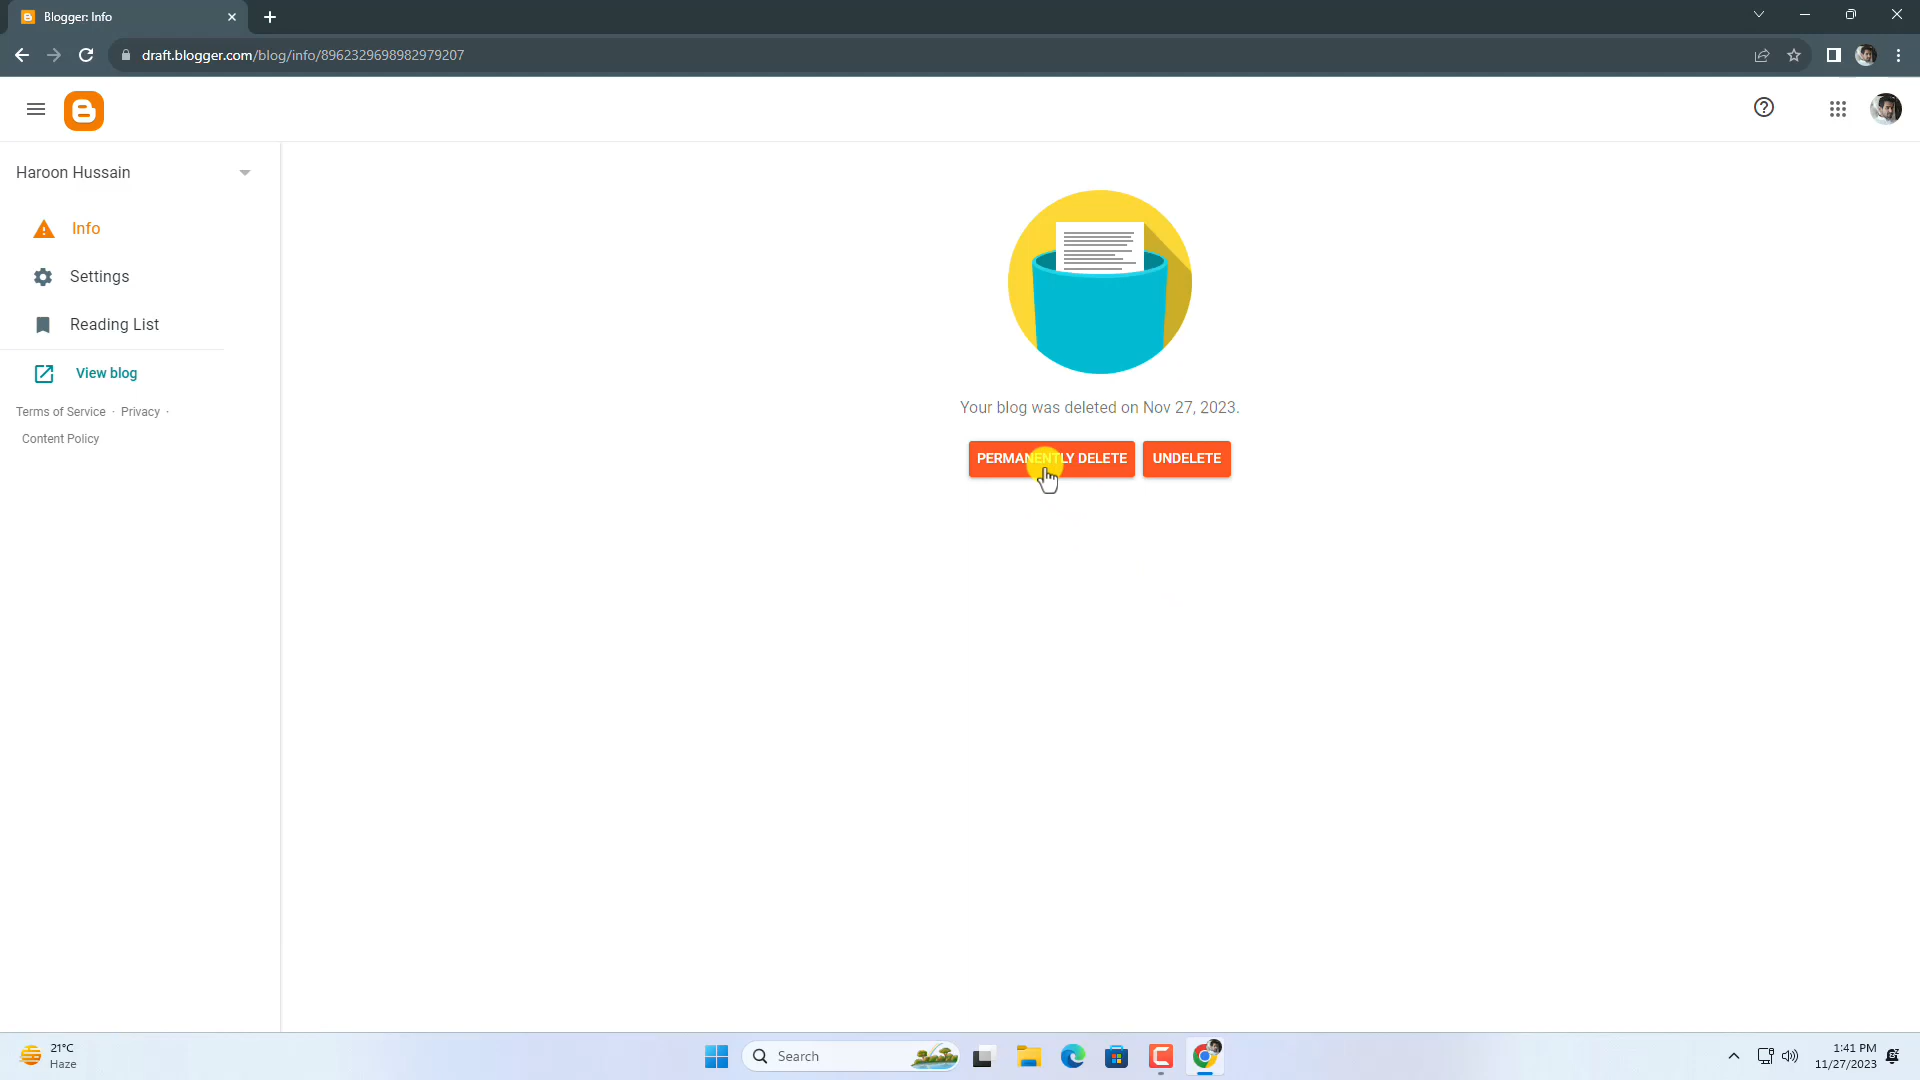 Blogger: Info
draft.blogger.com/blog/info/8962329698982979207
Haroon Hussain
Info
Settings
Reading List
View blog
Terms of Service · Privacy ·
Content Policy
Your blog was deleted on Nov 27, 2023.
PERMANENTLY DELETE UNDELETE
21°C
Haze
Search
1:41 PM
11/27/2023